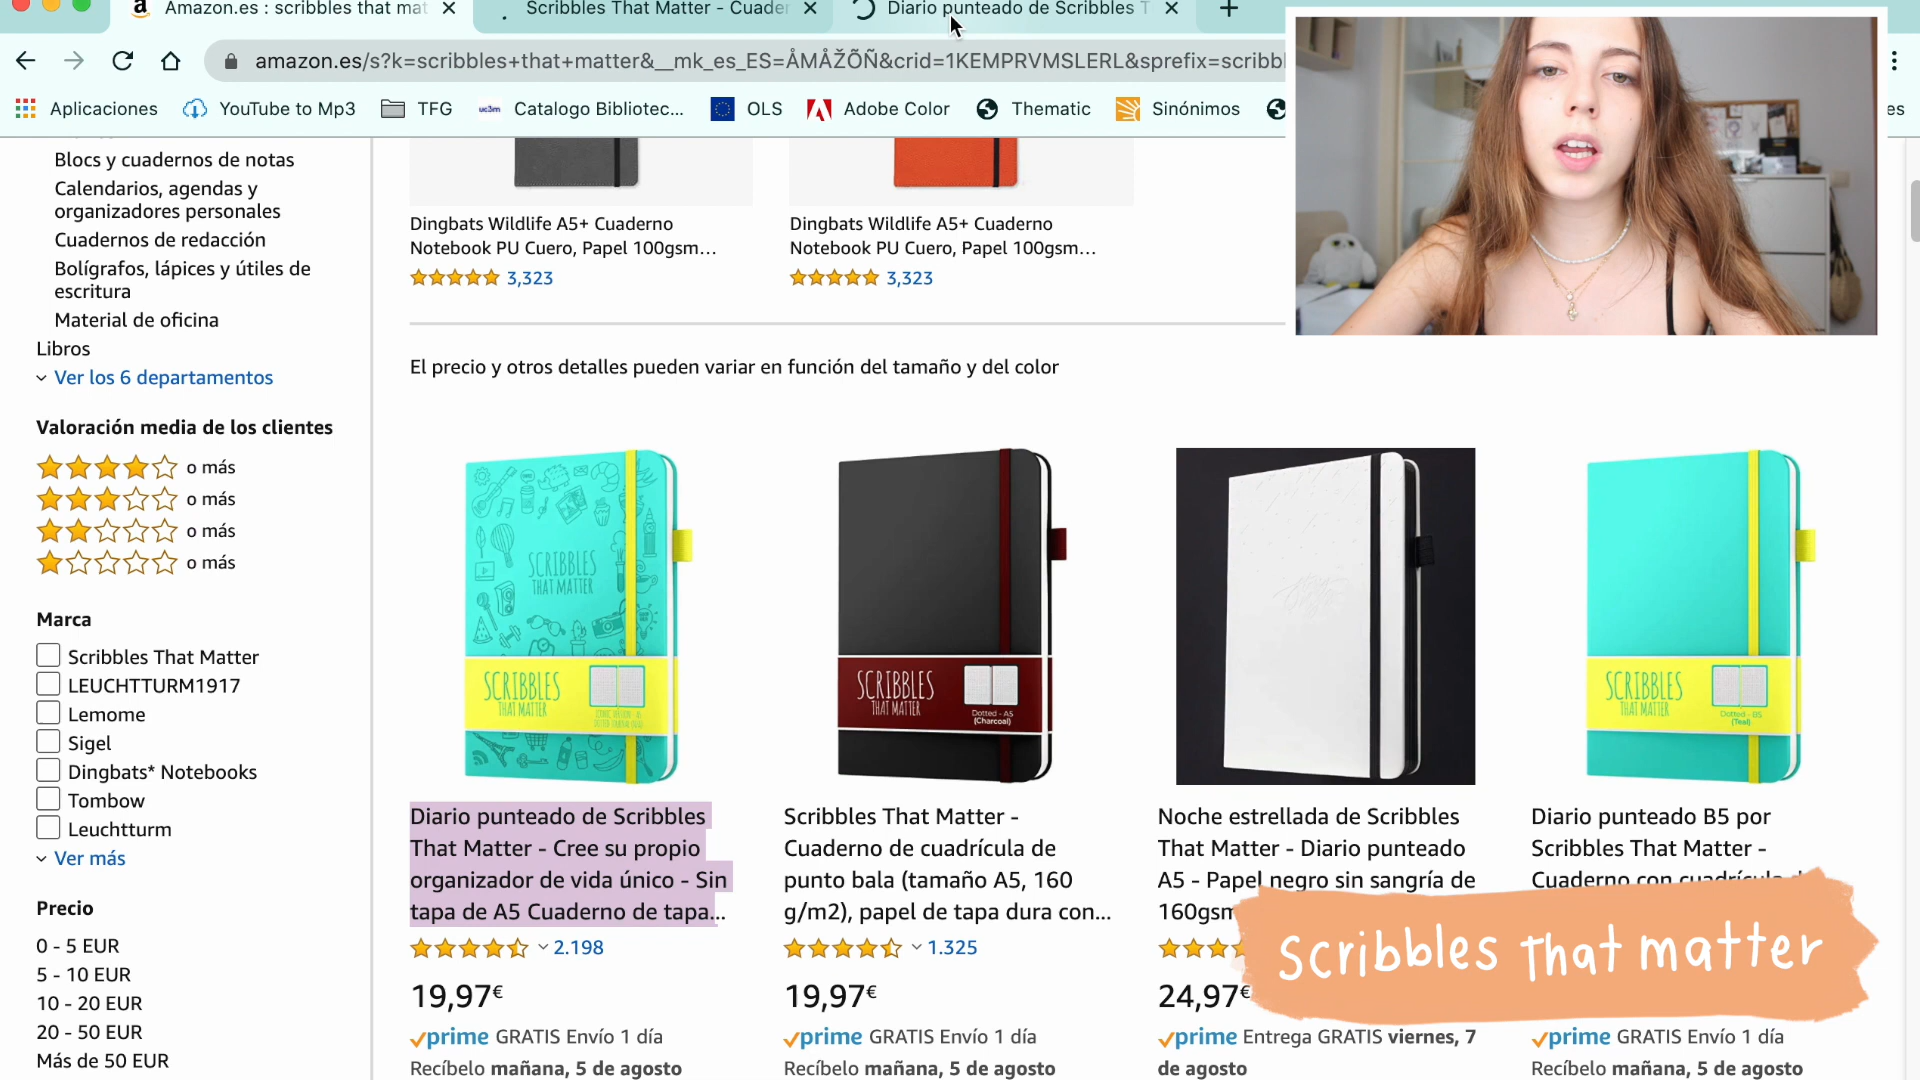 Amazon.es : scribbles that mat
Scribbles That Matter - Cuader
Diario punteado de Scribbles T
amazon.es/s?k=scribbles+that+matter&__mk_es_ES=ÅMÅŽÕÑ&crid=1KEMPRVMSLERL&sprefix=scribbl
Aplicaciones
YouTube to Mp3
TFG
uc3m Catalogo Bibliotec...
OLS
Adobe Color
Thematic
Sinónimos
es
Blocs y cuadernos de notas
Calendarios, agendas y
organizadores personales
Cuadernos de redacción
Bolígrafos, lápices y útiles de
escritura
Material de oficina
Libros
Ver los 6 departamentos
Valoración media de los clientes
o más
o más
o más
o más
Marca
Scribbles That Matter
LEUCHTTURM1917
Lemome
Sigel
Dingbats* Notebooks
Tombow
Leuchtturm
Ver más
Precio
0 - 5 EUR
5 - 10 EUR
10 - 20 EUR
20 - 50 EUR
Más de 50 EUR
Dingbats Wildlife A5+ Cuaderno
Notebook PU Cuero, Papel 100gsm...
3,323
Dingbats Wildlife A5+ Cuaderno
Notebook PU Cuero, Papel 100gsm...
3,323
El precio y otros detalles pueden variar en función del tamaño y del color
SCRIBBLES
THAT MATTER
SCRIBBLES
THAT MATTER
Diario punteado de Scribbles
That Matter - Cree su propio
organizador de vida único - Sin
tapa de A5 Cuaderno de tapa...
2.198
19,97€
prime GRATIS Envío 1 día
Recíbelo mañana, 5 de agosto
SCRIBBLES
THAT MATTER
Dotted - A5
(Charcoal)
Scribbles That Matter -
Cuaderno de cuadrícula de
punto bala (tamaño A5, 160
g/m2), papel de tapa dura con...
1.325
19,97€
prime GRATIS Envío 1 día
Recíbelo mañana, 5 de agosto
Noche estrellada de Scribbles
That Matter - Diario punteado
A5 - Papel negro sin sangría de
160gsm
24,97€
prime Entrega GRATIS viernes, 7
de agosto
SCRIBBLES
THAT MATTER
Dotted - B5
(Teal)
Diario punteado B5 por
Scribbles That Matter -
Cuaderno con cuadrícula
prime GRATIS Envío 1 día
Recíbelo mañana, 5 de agosto
Scribbles That matter